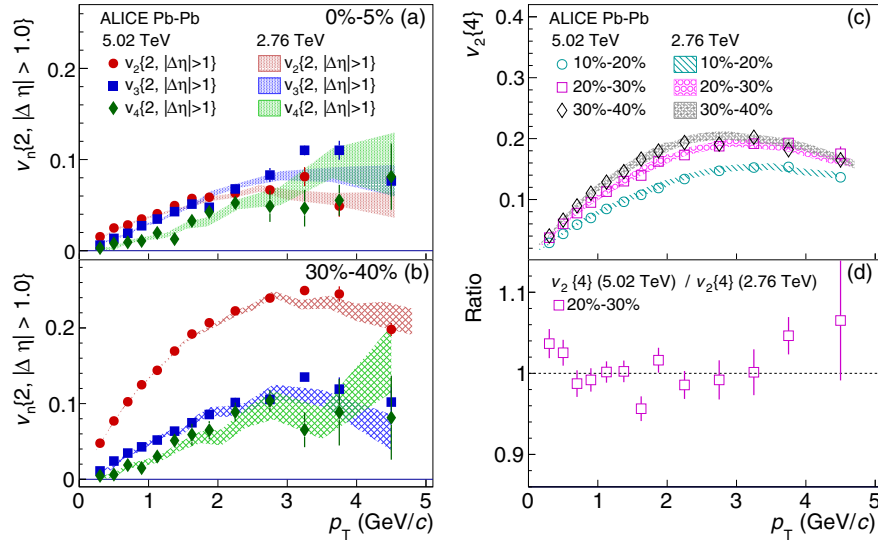 ALICE Pb-Pb 0%-5% (a)
5.02 TeV 2.76 TeV
v2{2, |Δη|>1} v2{2, |Δη|>1}
v3{2, |Δη|>1} v3{2, |Δη|>1}
v4{2, |Δη|>1} v4{2, |Δη|>1}
vn{2, |Δ η| > 1.0}
0.2
0.1
0
30%-40% (b)
vn{2, |Δ η| > 1.0}
0.2
0.1
0
0 1 2 3 4 5
pT (GeV/c)
ALICE Pb-Pb (c)
5.02 TeV 2.76 TeV
10%-20% 10%-20%
20%-30% 20%-30%
30%-40% 30%-40%
v2{4}
0.4
0.3
0.2
0.1
(d)
v2{4} (5.02 TeV) / v2{4} (2.76 TeV)
20%-30%
Ratio
1.1
1
0.9
0 1 2 3 4 5
pT (GeV/c)